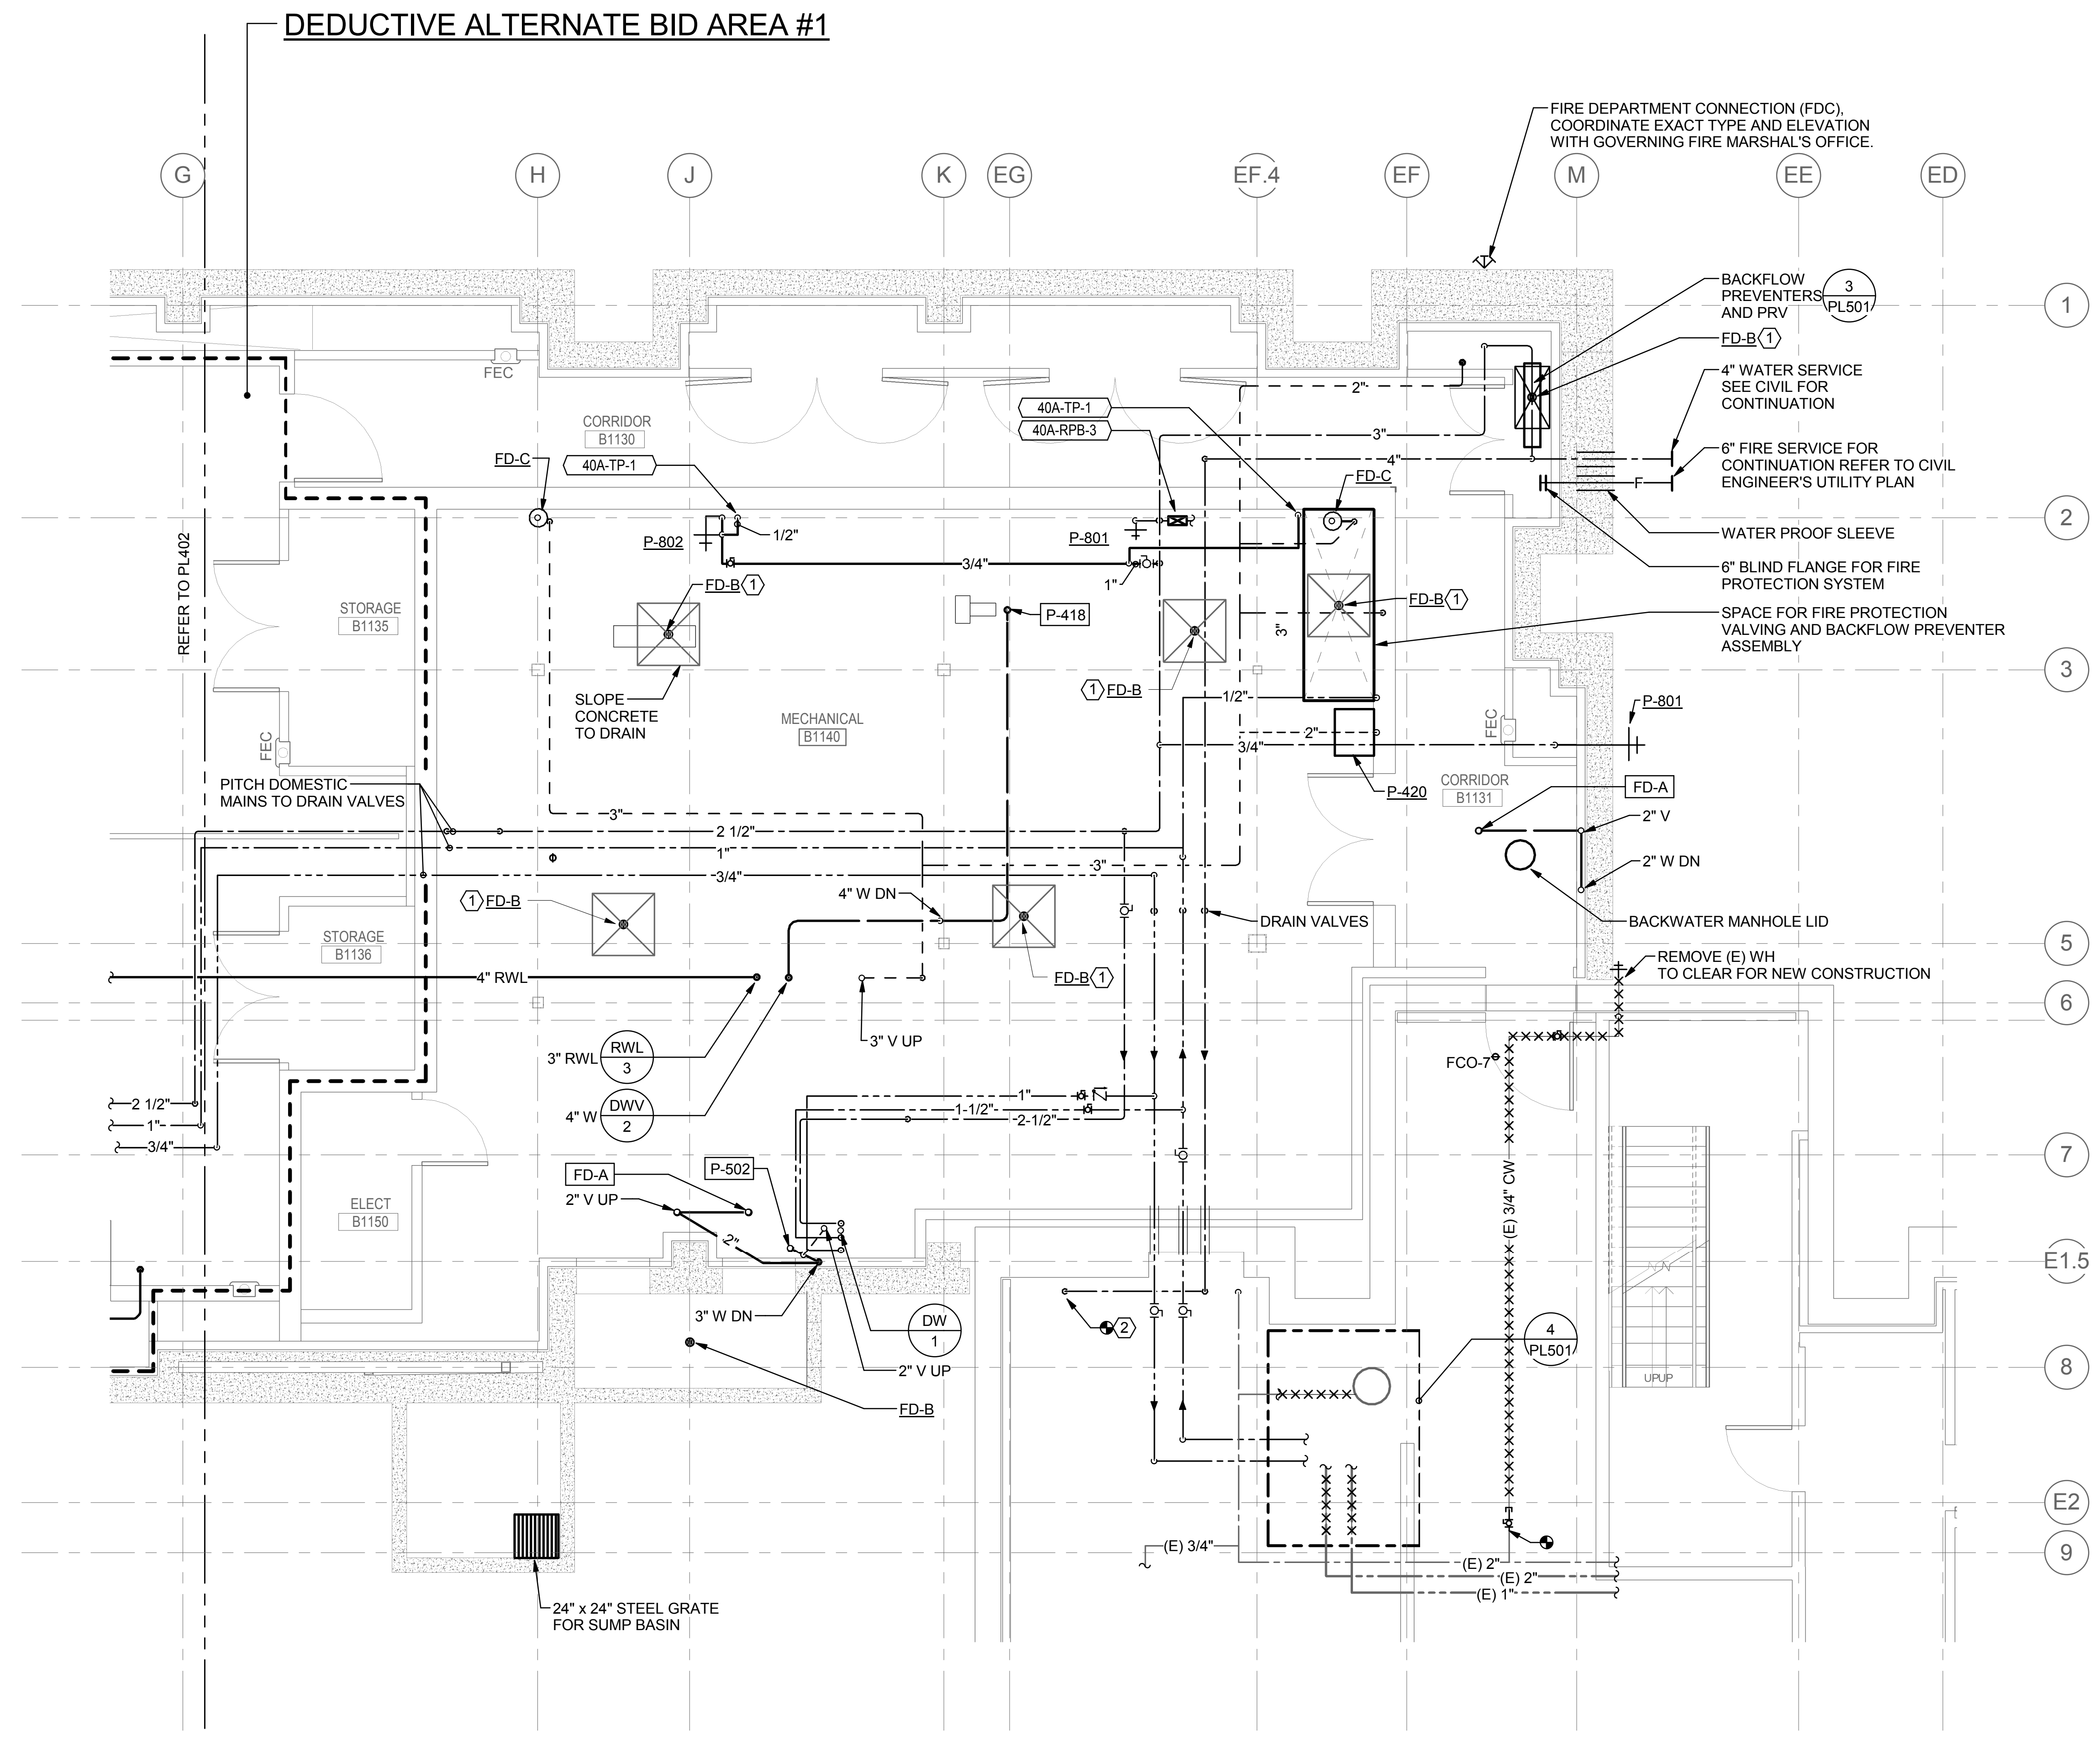 DEDUCTIVE ALTERNATE BID AREA #1
FIRE DEPARTMENT CONNECTION (FDC),
COORDINATE EXACT TYPE AND ELEVATION
WITH GOVERNING FIRE MARSHAL'S OFFICE.
G
H
J
K
EG
EF.4
EF
M
EE
ED
BACKFLOW
PREVENTERS
AND PRV
3
PL501
1
FD-B 1
FEC
4" WATER SERVICE
SEE CIVIL FOR
CONTINUATION
2"
40A-TP-1
40A-RPB-3
CORRIDOR
B1130
3"
4"
6" FIRE SERVICE FOR
CONTINUATION REFER TO CIVIL
ENGINEER'S UTILITY PLAN
F
FD-C
40A-TP-1
FD-C
2
WATER PROOF SLEEVE
P-802
1/2"
P-801
REFER TO PL402
3/4"
1"
6" BLIND FLANGE FOR FIRE
PROTECTION SYSTEM
FD-B 1
FD-B 1
STORAGE
B1135
P-418
3"
SPACE FOR FIRE PROTECTION
VALVING AND BACKFLOW PREVENTER
ASSEMBLY
3
1 FD-B
1/2"
SLOPE
CONCRETE
TO DRAIN
P-801
MECHANICAL
B1140
FEC
FEC
2"
3/4"
PITCH DOMESTIC
MAINS TO DRAIN VALVES
P-420
CORRIDOR
B1131
FD-A
3"
2" V
2 1/2"
1"
3"
3/4"
2" W DN
1 FD-B
4" W DN
DRAIN VALVES
BACKWATER MANHOLE LID
STORAGE
B1136
5
REMOVE (E) WH
TO CLEAR FOR NEW CONSTRUCTION
4" RWL
FD-B 1
6
3" V UP
3" RWL
RWL
3
FCO-7
4" W
DWV
2
2 1/2"
1"
3/4"
1"
1-1/2"
2-1/2"
7
FD-A
P-502
2" V UP
(E) 3/4" CW
ELECT
B1150
2"
E1.5
3" W DN
DW
1
2
4
PL501
2" V UP
8
UPUP
FD-B
E2
(E) 3/4"
(E) 2"
(E) 2"
(E) 1"
9
24" x 24" STEEL GRATE
FOR SUMP BASIN